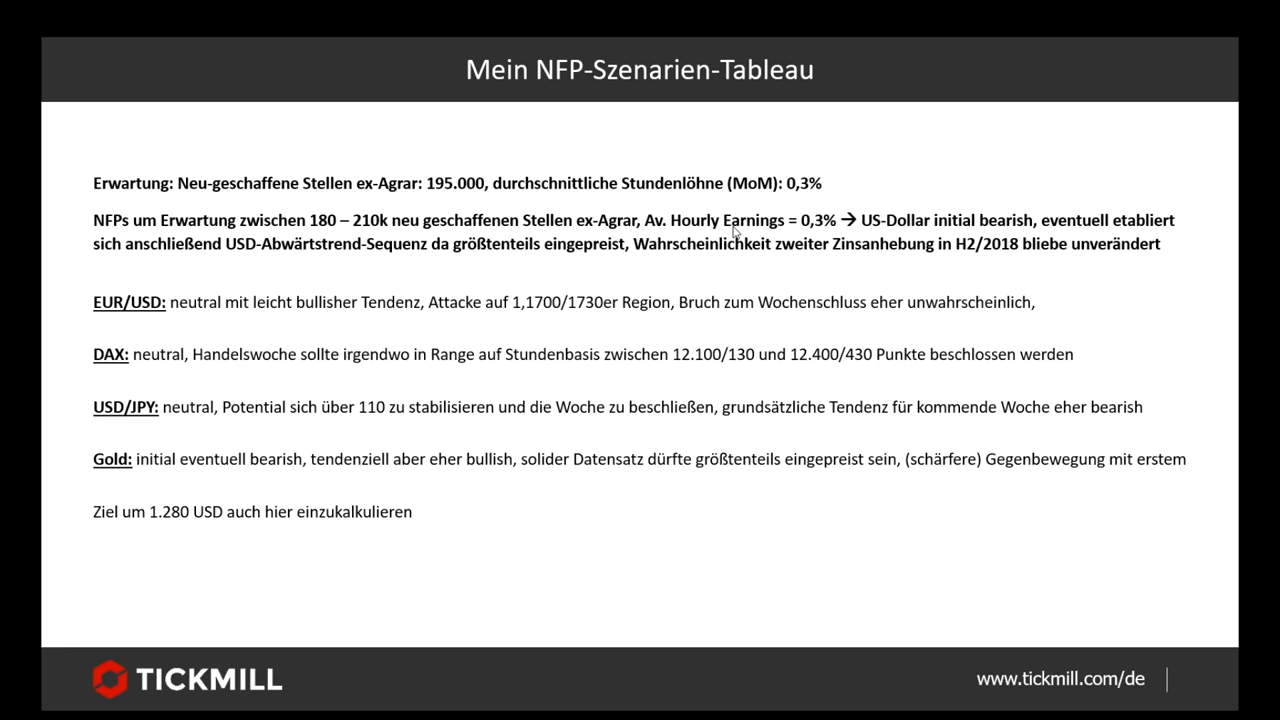 Mein NFP-Szenarien-Tableau
Erwartung: Neu-geschaffene Stellen ex-Agrar: 195.000, durchschnittliche Stundenlöhne (MoM): 0,3%
NFPs um Erwartung zwischen 180 – 210k neu geschaffenen Stellen ex-Agrar, Av. Hourly Earnings = 0,3% → US-Dollar initial bearish, eventuell etabliert
sich anschließend USD-Abwärtstrend-Sequenz da größtenteils eingepreist, Wahrscheinlichkeit zweiter Zinsanhebung in H2/2018 bliebe unverändert
EUR/USD: neutral mit leicht bullisher Tendenz, Attacke auf 1,1700/1730er Region, Bruch zum Wochenschluss eher unwahrscheinlich,
DAX: neutral, Handelswoche sollte irgendwo in Range auf Stundenbasis zwischen 12.100/130 und 12.400/430 Punkte beschlossen werden
USD/JPY: neutral, Potential sich über 110 zu stabilisieren und die Woche zu beschließen, grundsätzliche Tendenz für kommende Woche eher bearish
Gold: initial eventuell bearish, tendenziell aber eher bullish, solider Datensatz dürfte größtenteils eingepreist sein, (schärfere) Gegenbewegung mit erstem
Ziel um 1.280 USD auch hier einzukalkulieren
TICKMILL
www.tickmill.com/de